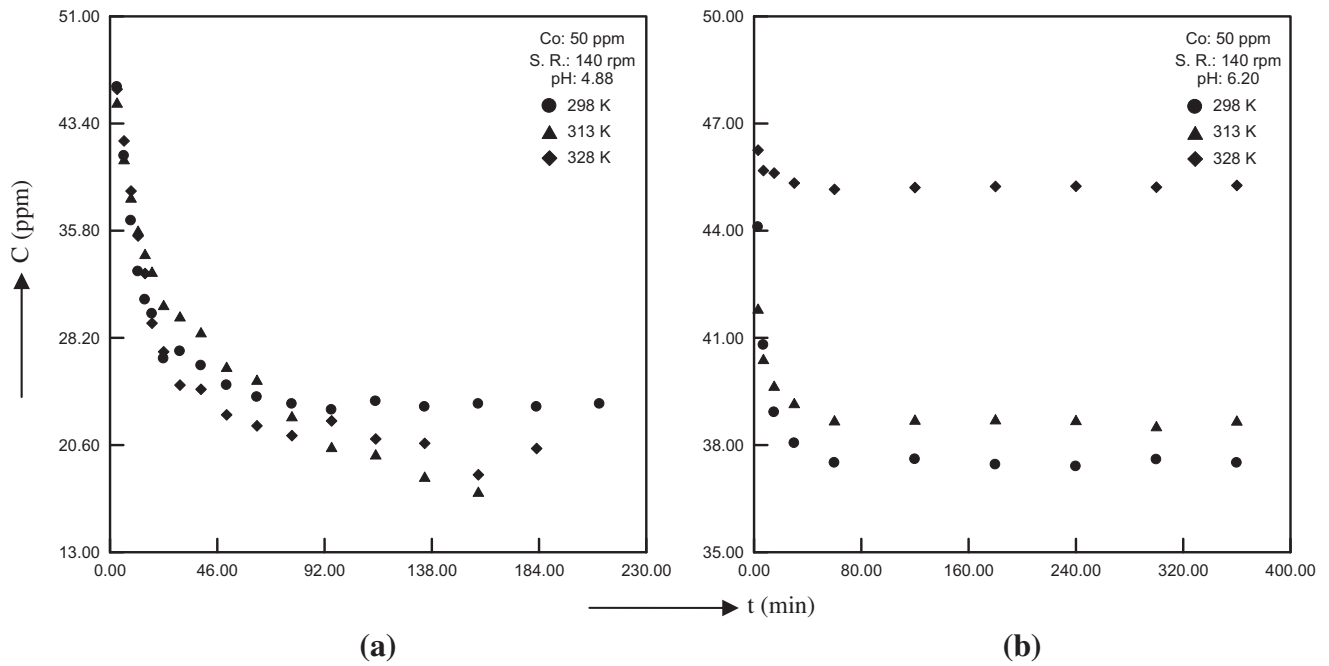 51.00
43.40
35.80
28.20
20.60
13.00
C (ppm)
0.00 46.00 92.00 138.00 184.00 230.00
Co: 50 ppm
S. R.: 140 rpm
pH: 4.88
298 K
313 K
328 K
(a)
50.00
47.00
44.00
41.00
38.00
35.00
0.00 80.00 160.00 240.00 320.00 400.00
Co: 50 ppm
S. R.: 140 rpm
pH: 6.20
298 K
313 K
328 K
t (min)
(b)